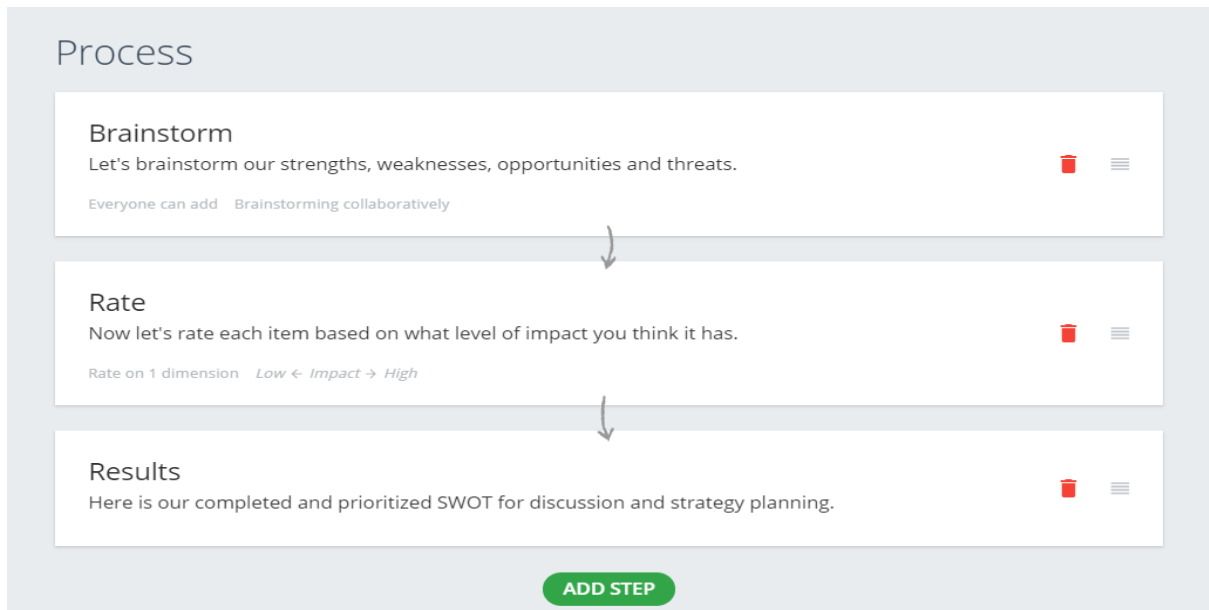 Process
Brainstorm
Let's brainstorm our strengths, weaknesses, opportunities and threats.
Everyone can add Brainstorming collaboratively
Rate
Now let's rate each item based on what level of impact you think it has.
Rate on 1 dimension Low ← Impact → High
Results
Here is our completed and prioritized SWOT for discussion and strategy planning.
ADD STEP